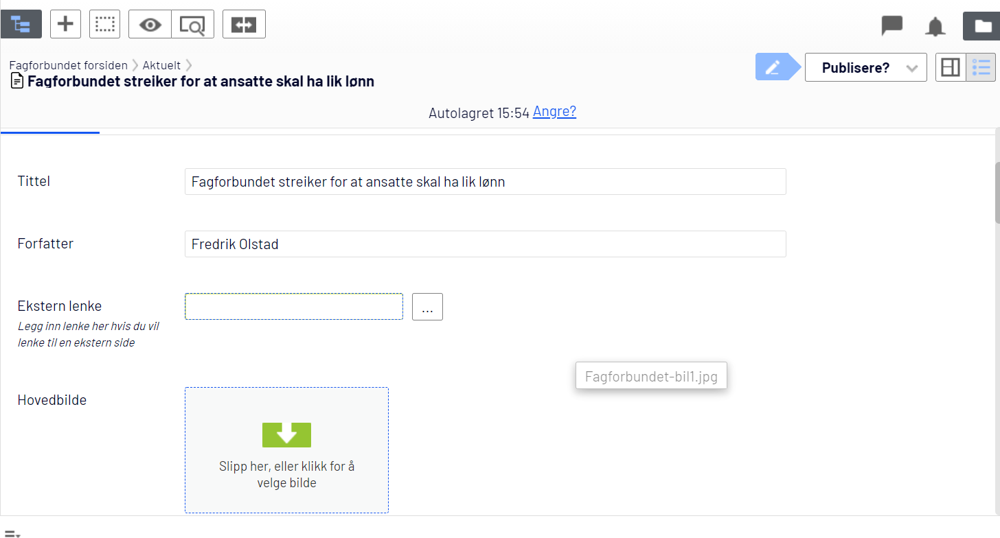 Fagforbundet forsiden Aktuelt
Fagforbundet streiker for at ansatte skal ha lik lønn
Publisere?
Autolagret 15:54 Angre?
Tittel
Fagforbundet streiker for at ansatte skal ha lik lønn
Forfatter
Fredrik Olstad
Ekstern lenke
...
Legg inn lenke her hvis du vil
lenke til en ekstern side
Fagforbundet-bil1.jpg
Hovedbilde
Slipp her, eller klikk for å
velge bilde